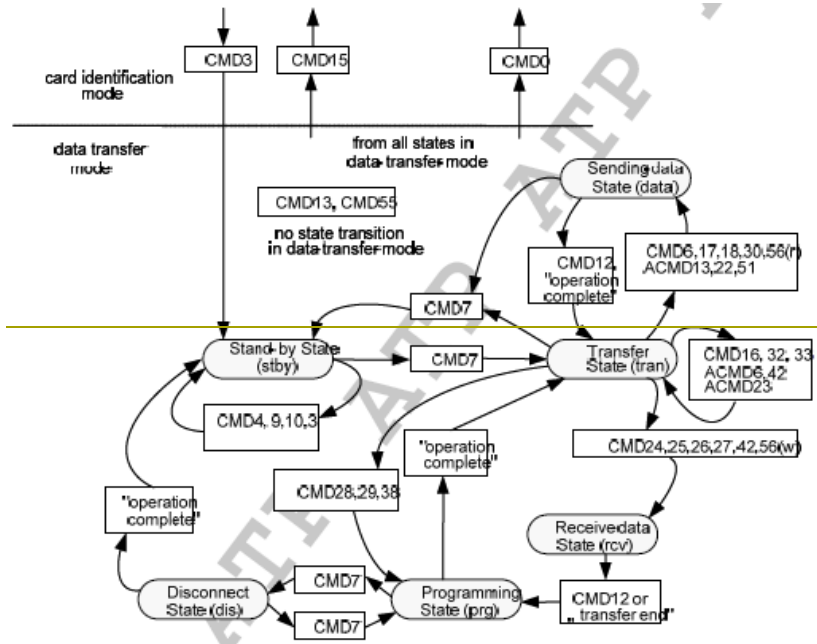 CMD3
CMD15
CMD0
card identification
mode
data transfer
mode
from all states in
data-transfer-mode
Sending-data
State (data)
CMD13, CMD55
no state transition
in data-transfer-mode
CMD12,
"operation
complete"
CMD6,17,18,30,56(r)
ACMD13,22,51
CMD7
Stand-by State
(stby)
CMD7
Transfer
State (tran)
CMD16, 32, 33
ACMD6,42
ACMD23
CMD4, 9,10, 3
"operation
complete"
CMD24,25,26,27,42,56(w)
CMD28,29,38
"operation
complete"
Receive-data
State (rcv)
Disconnect
State (dis)
CMD7
CMD7
Programming
State (prg)
CMD12 or
„ transfer end"
ATP ATP ATP ATP